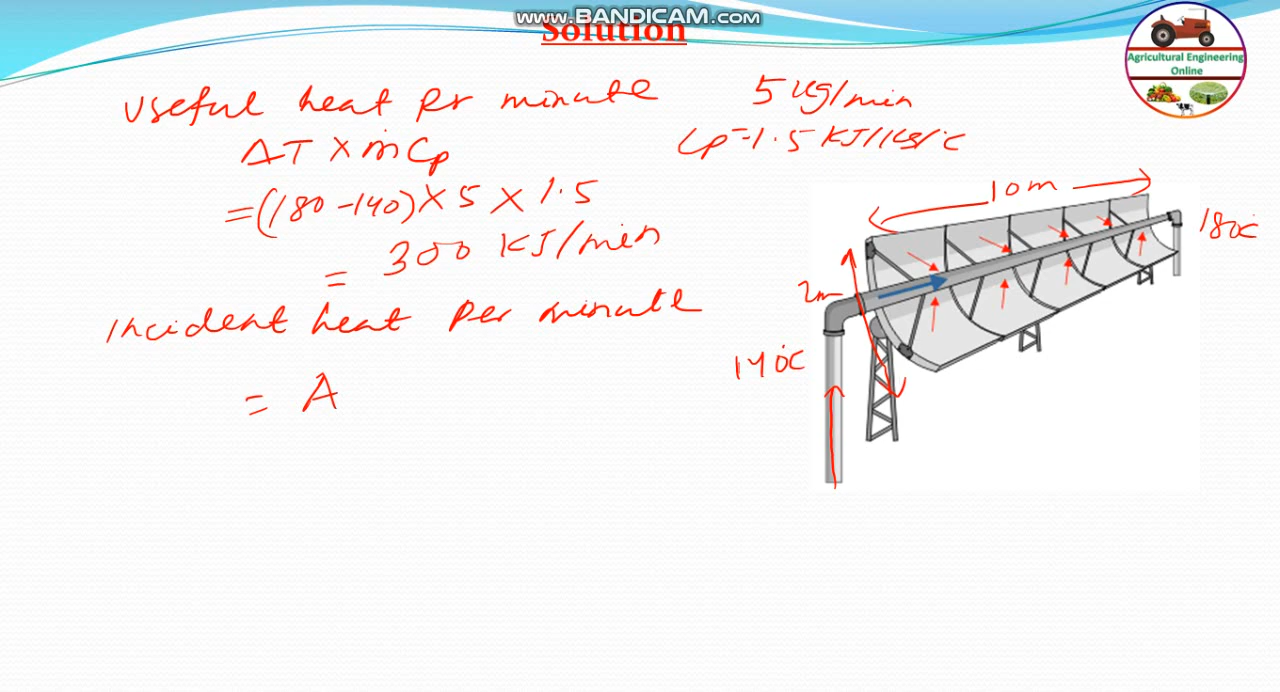 www.BANDICAM.com
Solution
Agricultural Engineering
Online
Useful heat per minute
5 kg/min
ΔT × ṁCp
Cp = 1.5 KJ/kg/°C
= (180 - 140) × 5 × 1.5
= 300 KJ/min
Incident heat per minute
= A
10m
180°C
2m
140°C